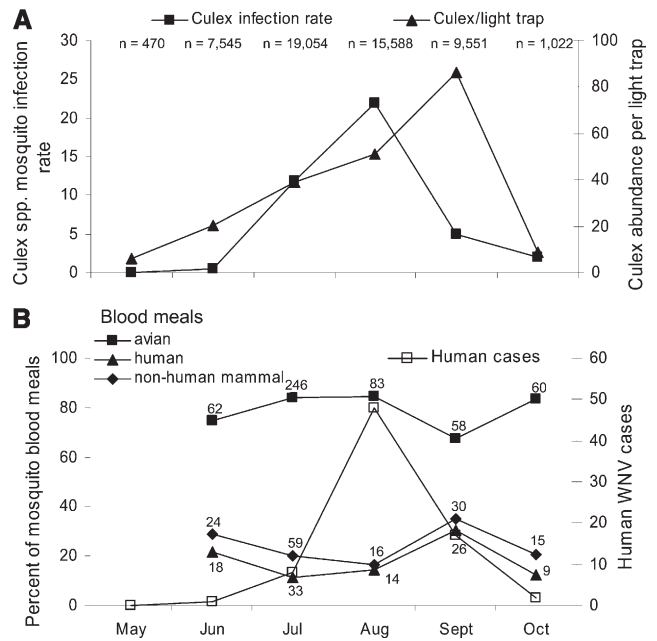 A
Culex infection rate
Culex/light trap
30
25
20
15
10
5
0
n = 470
n = 7,545
n = 19,054
n = 15,588
n = 9,551
n = 1,022
100
80
60
40
20
0
Culex spp. mosquito infection
rate
Culex abundance per light trap
B
Blood meals
avian
human
non-human mammal
Human cases
100
80
60
40
20
0
60
50
40
30
20
10
0
62
246
83
58
60
24
59
16
30
15
18
33
14
26
9
Percent of mosquito blood meals
Human WNV cases
May
Jun
Jul
Aug
Sept
Oct